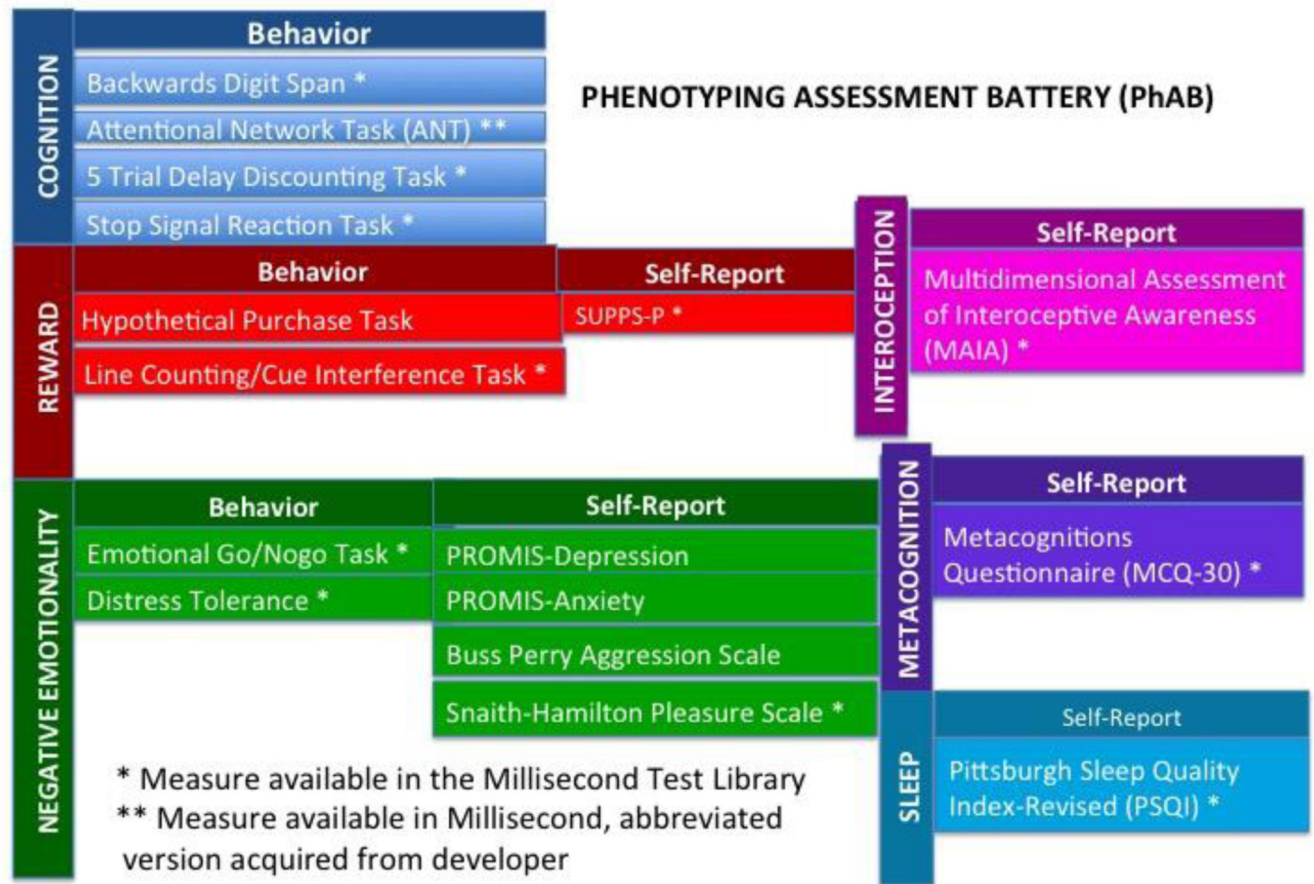 PHENOTYPING ASSESSMENT BATTERY (PhAB)
COGNITION
Behavior
Backwards Digit Span *
Attentional Network Task (ANT) **
5 Trial Delay Discounting Task *
Stop Signal Reaction Task *
REWARD
Behavior
Hypothetical Purchase Task
Line Counting/Cue Interference Task *
Self-Report
SUPPS-P *
INTEROCEPTION
Self-Report
Multidimensional Assessment
of Interoceptive Awareness
(MAIA) *
NEGATIVE EMOTIONALITY
Behavior
Emotional Go/Nogo Task *
Distress Tolerance *
Self-Report
PROMIS-Depression
PROMIS-Anxiety
Buss Perry Aggression Scale
Snaith-Hamilton Pleasure Scale *
METACOGNITION
Self-Report
Metacognitions
Questionnaire (MCQ-30) *
SLEEP
Self-Report
Pittsburgh Sleep Quality
Index-Revised (PSQI) *
* Measure available in the Millisecond Test Library
** Measure available in Millisecond, abbreviated
version acquired from developer